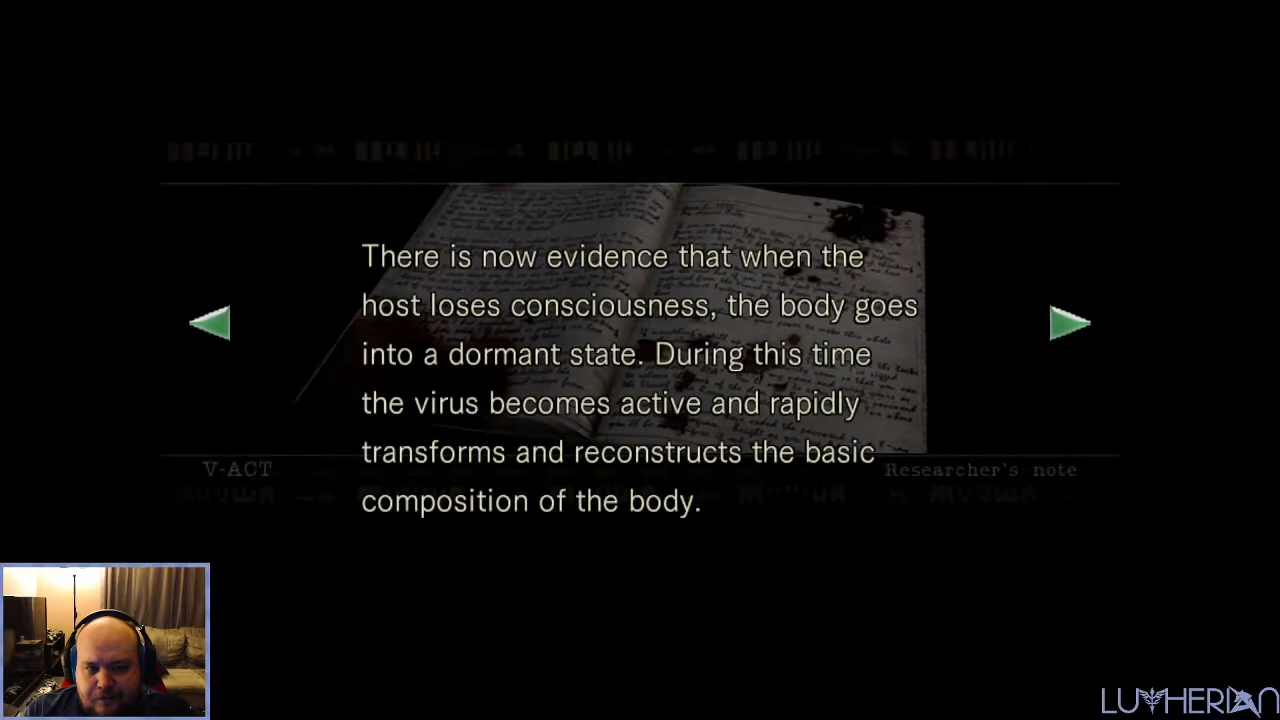 There is now evidence that when the
host loses consciousness, the body goes
into a dormant state. During this time
the virus becomes active and rapidly
transforms and reconstructs the basic
composition of the body.
V-ACT
Researcher's note
LUTHERIAN